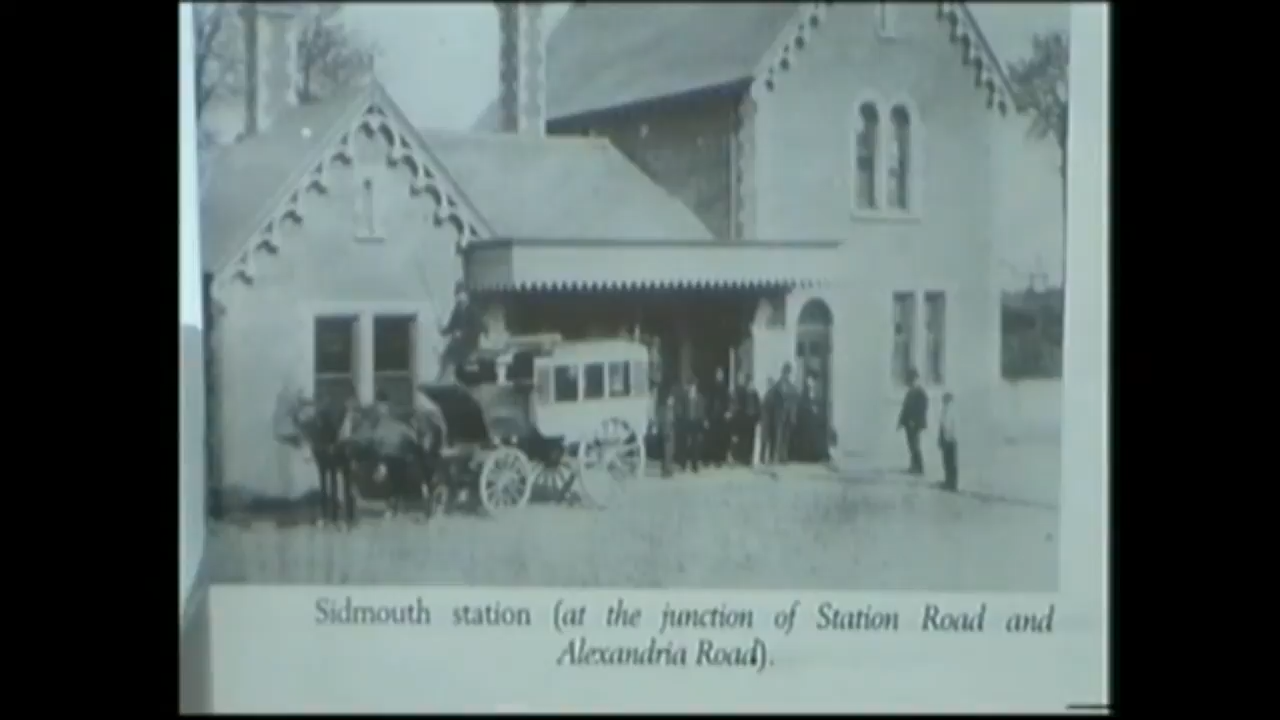 Sidmouth station (at the junction of Station Road and
Alexandria Road).